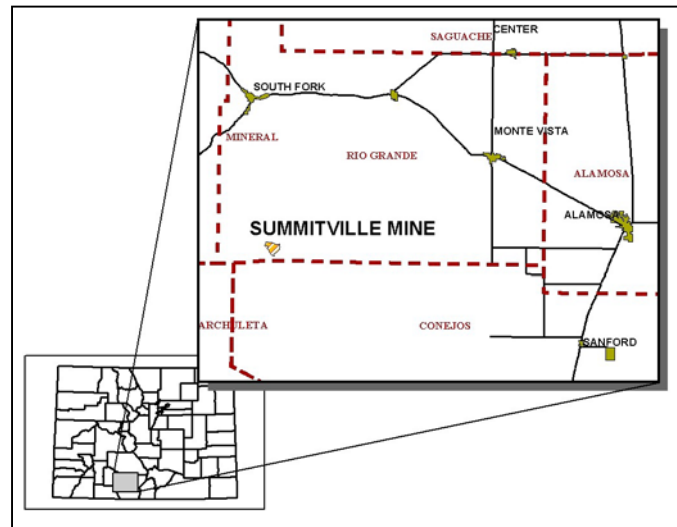 CENTER
SAGUACHE
SOUTH FORK
MINERAL
RIO GRANDE
MONTE VISTA
ALAMOSA
ALAMOSA
SUMMITVILLE MINE
ARCHULETA
CONEJOS
SANFORD